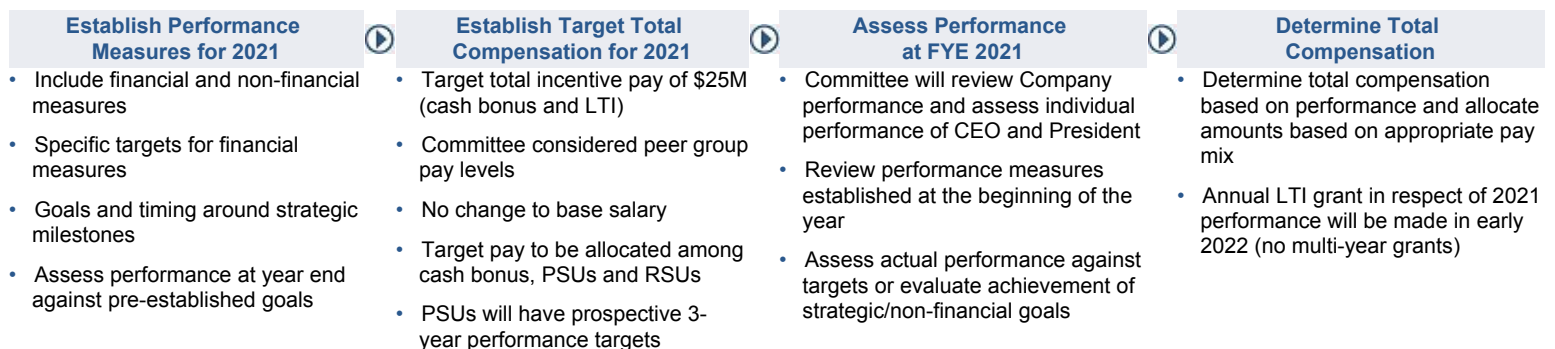 Establish Performance
Measures for 2021
• Include financial and non-financial
measures
• Specific targets for financial
measures
• Goals and timing around strategic
milestones
• Assess performance at year end
against pre-established goals
Establish Target Total
Compensation for 2021
• Target total incentive pay of $25M
(cash bonus and LTI)
• Committee considered peer group
pay levels
• No change to base salary
• Target pay to be allocated among
cash bonus, PSUs and RSUs
• PSUs will have prospective 3-
year performance targets
Assess Performance
at FYE 2021
• Committee will review Company
performance and assess individual
performance of CEO and President
• Review performance measures
established at the beginning of the
year
• Assess actual performance against
targets or evaluate achievement of
strategic/non-financial goals
Determine Total
Compensation
• Determine total compensation
based on performance and allocate
amounts based on appropriate pay
mix
• Annual LTI grant in respect of 2021
performance will be made in early
2022 (no multi-year grants)